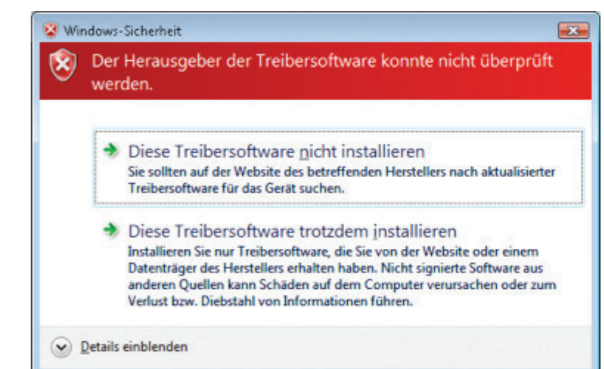 Windows-Sicherheit
Der Herausgeber der Treibersoftware konnte nicht überprüft
werden.
Diese Treibersoftware nicht installieren
Sie sollten auf der Website des betreffenden Herstellers nach aktualisierter
Treibersoftware für das Gerät suchen.
Diese Treibersoftware trotzdem installieren
Installieren Sie nur Treibersoftware, die Sie von der Website oder einem
Datenträger des Herstellers erhalten haben. Nicht signierte Software aus
anderen Quellen kann Schäden auf dem Computer verursachen oder zum
Verlust bzw. Diebstahl von Informationen führen.
Details einblenden